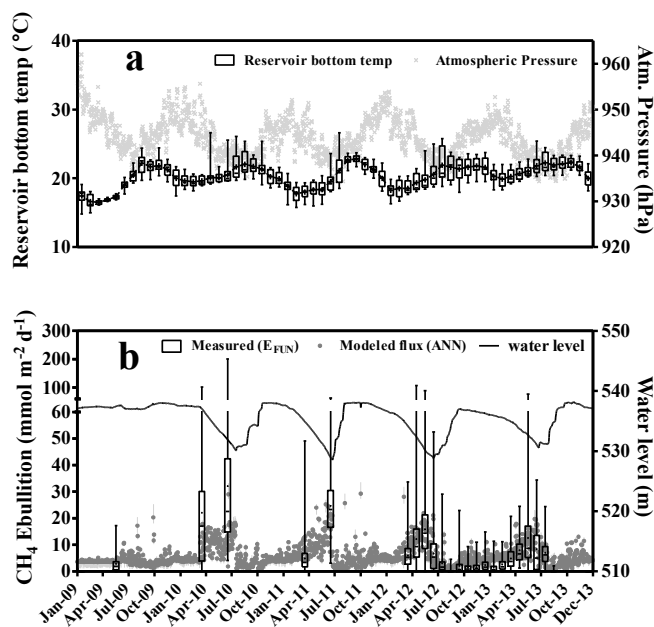 a
Reservoir bottom temp Atmospheric Pressure
Reservoir bottom temp (°C)
40
30
20
10
Atm. Pressure (hPa)
960
950
940
930
920
b
Measured (EFUN) Modeled flux (ANN) water level
CH4 Ebullition (mmol m-2 d-1)
300
200
100
60
50
40
30
20
10
0
Water level (m)
550
540
530
520
510
Jan-09
Apr-09
Jul-09
Oct-09
Jan-10
Apr-10
Jul-10
Oct-10
Jan-11
Apr-11
Jul-11
Oct-11
Jan-12
Apr-12
Jul-12
Oct-12
Jan-13
Apr-13
Jul-13
Oct-13
Dec-13